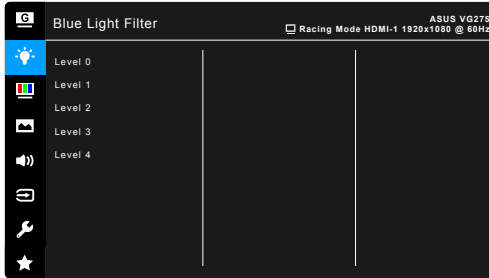 G
Blue Light Filter
ASUS VG275
Racing Mode HDMI-1 1920x1080 @ 60Hz
Level 0
Level 1
Level 2
Level 3
Level 4